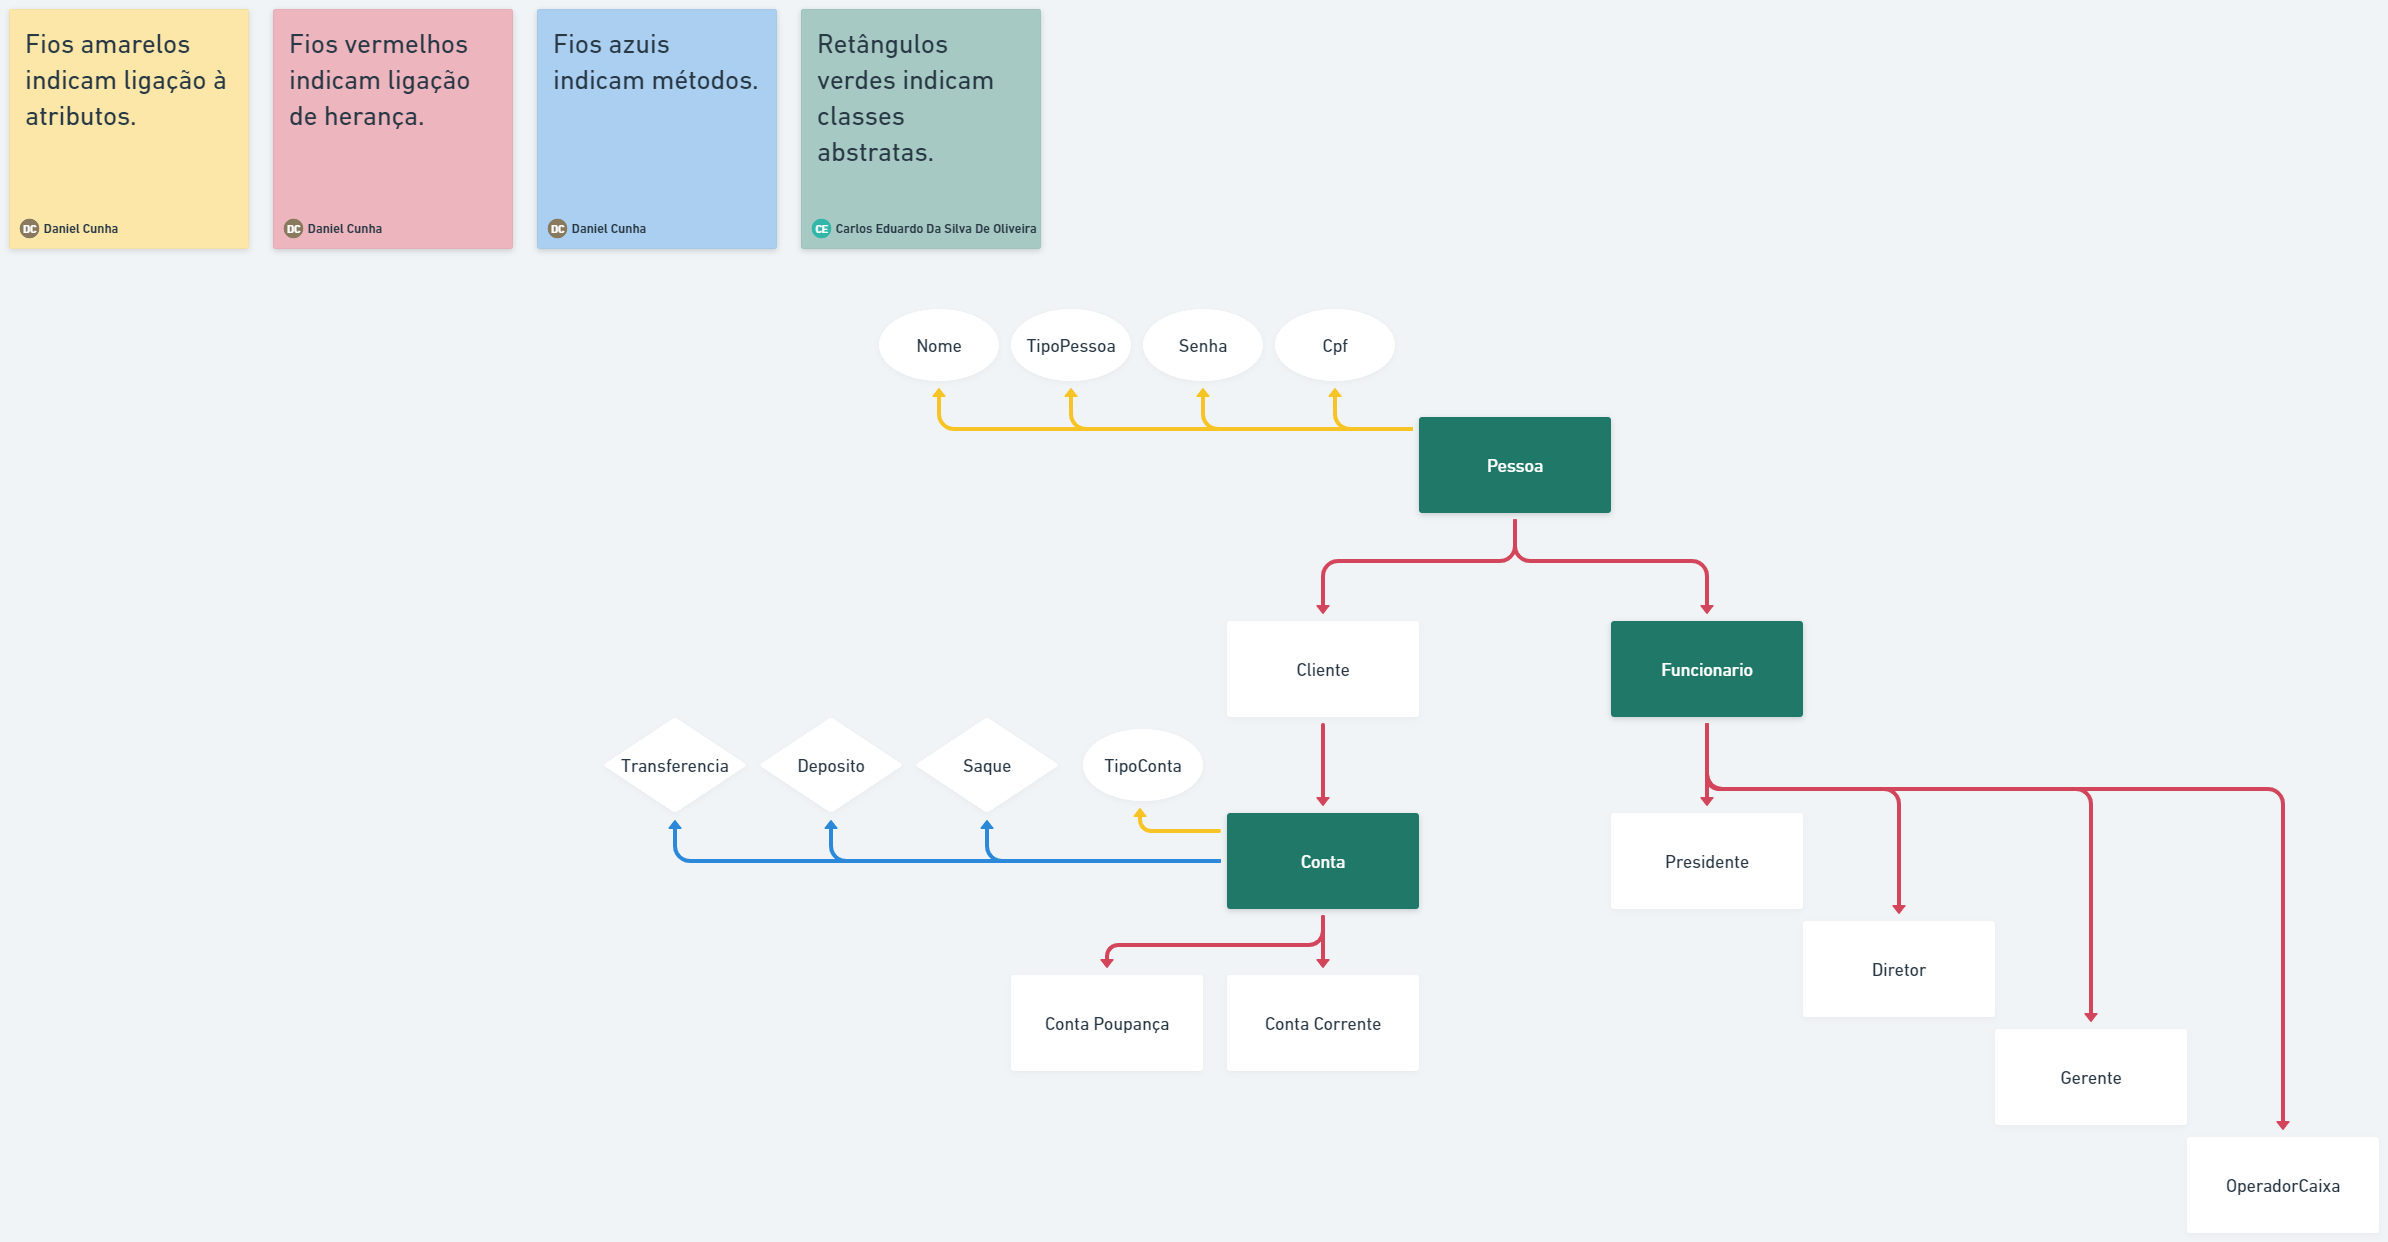 Fios amarelos
indicam ligação à
atributos.
DC Daniel Cunha
Fios vermelhos
indicam ligação
de herança.
DC Daniel Cunha
Fios azuis
indicam métodos.
DC Daniel Cunha
Retângulos
verdes indicam
classes
abstratas.
CE Carlos Eduardo Da Silva De Oliveira
Nome
TipoPessoa
Senha
Cpf
Pessoa
Cliente
Funcionario
Transferencia
Deposito
Saque
TipoConta
Conta
Presidente
Diretor
Conta Poupança
Conta Corrente
Gerente
OperadorCaixa